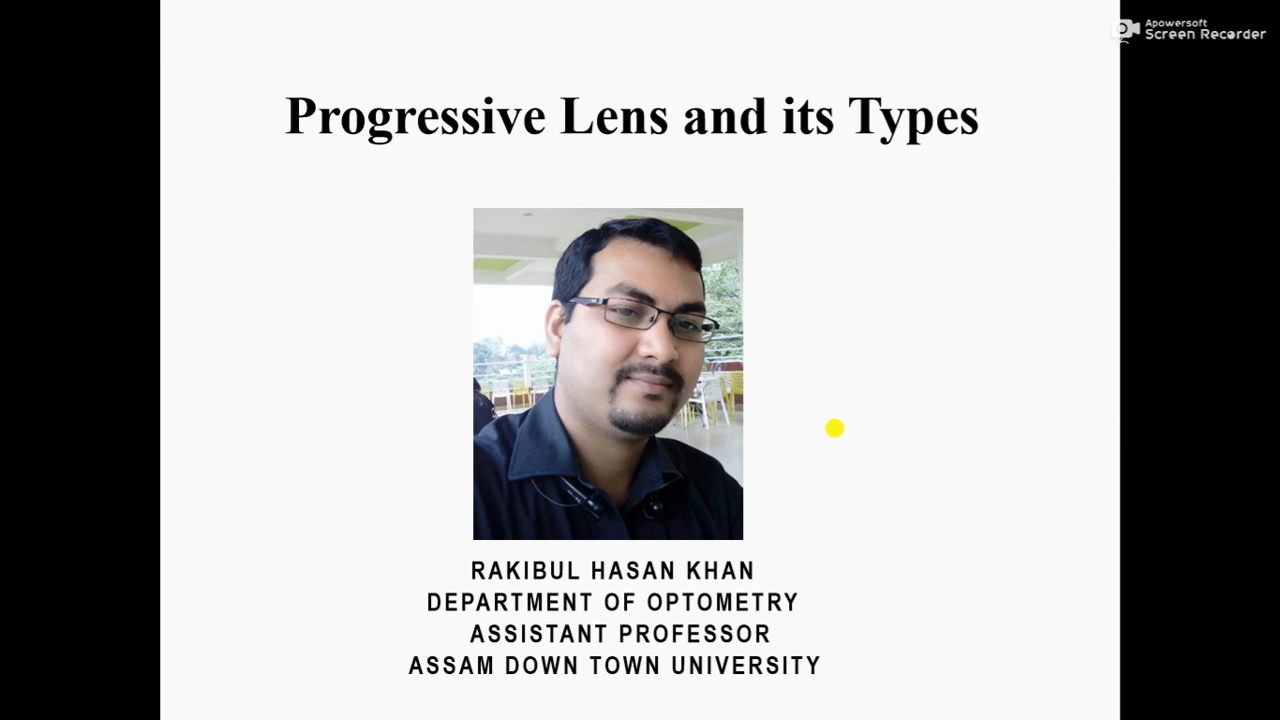 Apowersoft
Screen Recorder
Progressive Lens and its Types
RAKIBUL HASAN KHAN
DEPARTMENT OF OPTOMETRY
ASSISTANT PROFESSOR
ASSAM DOWN TOWN UNIVERSITY